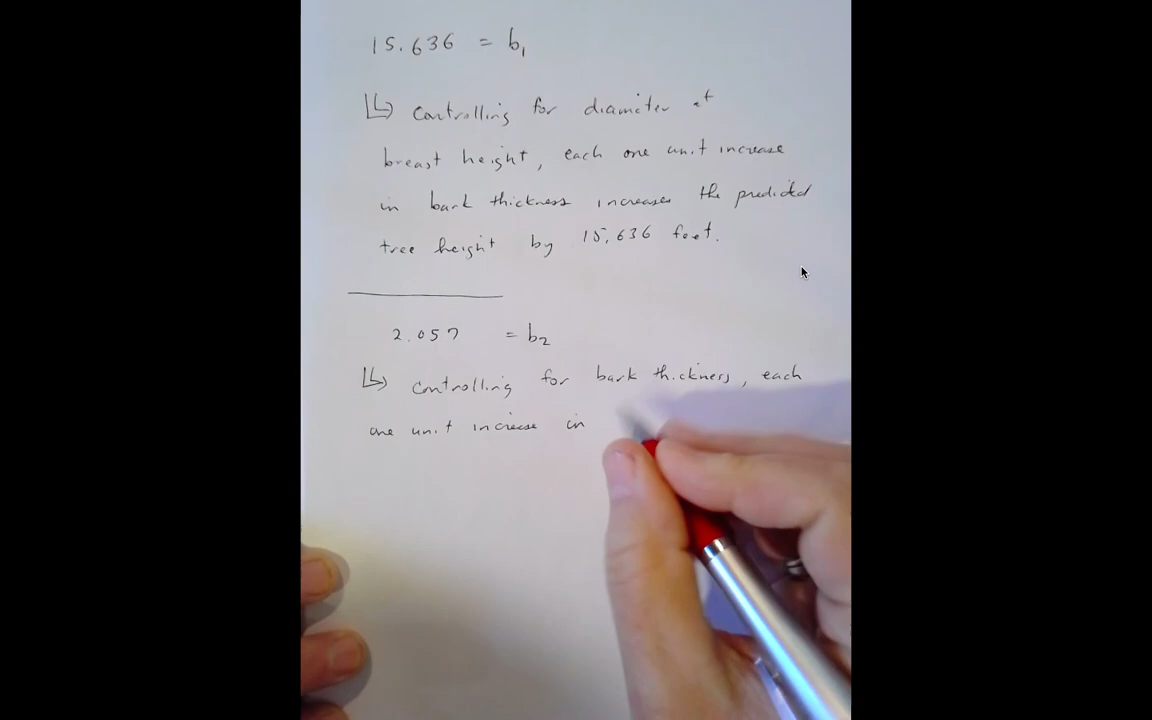 15.636 = b₁
Controlling for diameter at
breast height, each one unit increase
in bark thickness increases the predicted
tree height by 15.636 feet.
2.057 = b₂
Controlling for bark thickness, each
one unit increase in